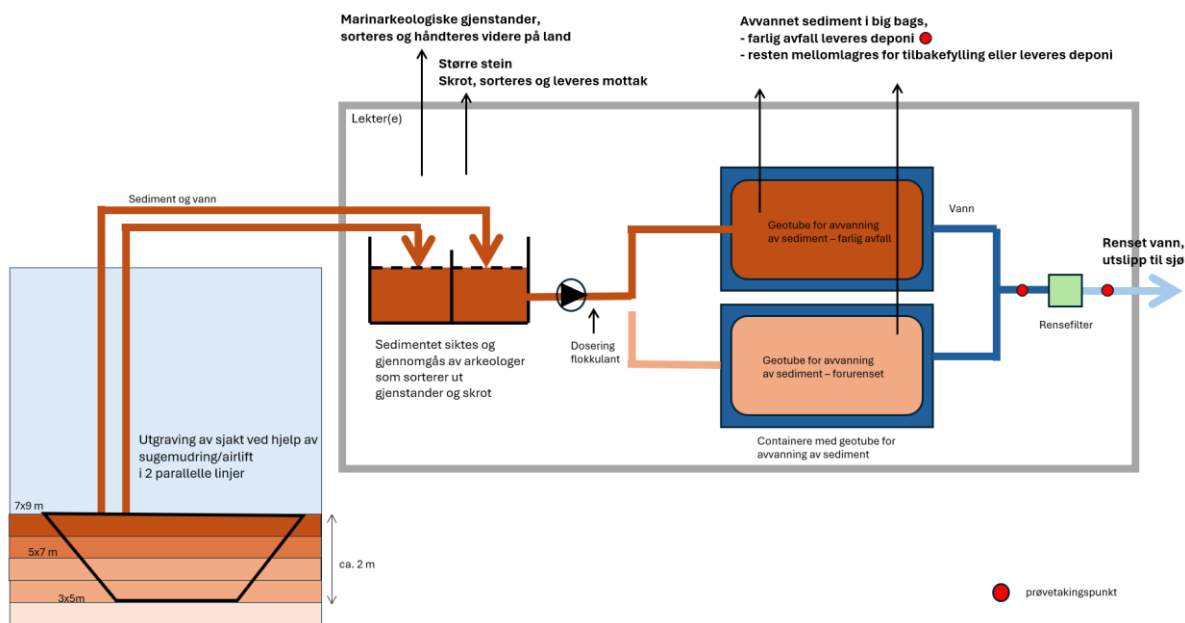 Marinarkeologiske gjenstander,
sorteres og håndteres videre på land
Større stein
Skrot, sorteres og leveres mottak
Avvannet sediment i big bags,
- farlig avfall leveres deponi
- resten mellomlagres for tilbakefylling eller leveres deponi
Lekter(e)
Sediment og vann
Geotube for avvanning
av sediment – farlig avfall
Vann
Renset vann,
utslipp til sjø
Rensefilter
Dosering
flokkulant
Sedimentet siktes og
gjennomgås av arkeologer
som sorterer ut
gjenstander og skrot
Geotube for avvanning
av sediment – forurenset
Containere med geotube for
avvanning av sediment
Utgraving av sjakt ved hjelp av
sugemudring/airlift
i 2 parallelle linjer
7x9 m
5x7 m
3x5m
ca. 2 m
prøvetakingspunkt